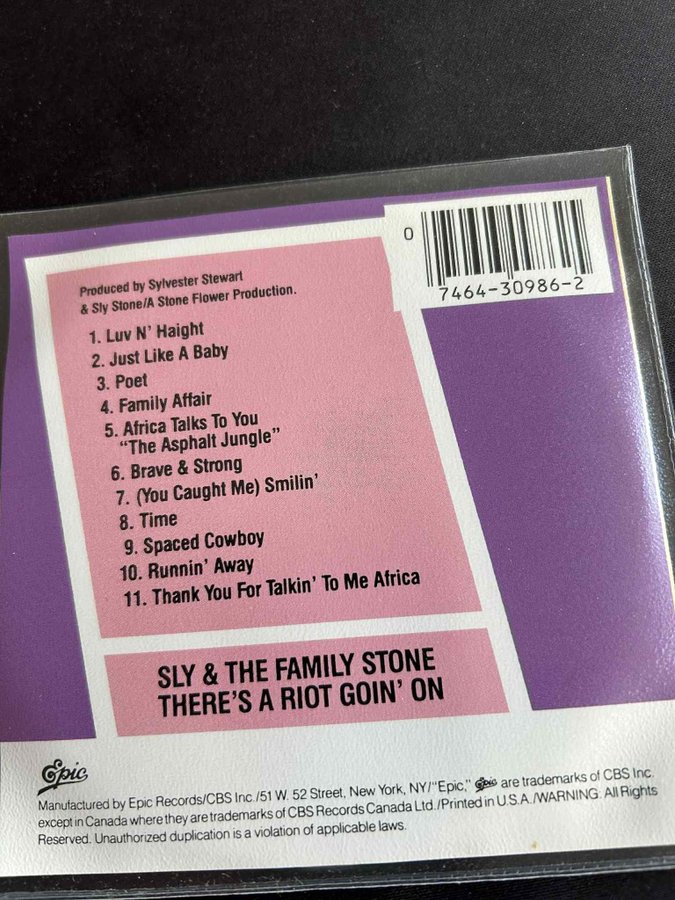 0
7464-30986-2
Produced by Sylvester Stewart
& Sly Stone/A Stone Flower Production.
1. Luv N' Haight
2. Just Like A Baby
3. Poet
4. Family Affair
5. Africa Talks To You
"The Asphalt Jungle"
6. Brave & Strong
7. (You Caught Me) Smilin'
8. Time
9. Spaced Cowboy
10. Runnin' Away
11. Thank You For Talkin' To Me Africa
SLY & THE FAMILY STONE
THERE'S A RIOT GOIN' ON
Epic
Manufactured by Epic Records/CBS Inc./51 W. 52 Street, New York, NY/"Epic," Epic are trademarks of CBS Inc.
except in Canada where they are trademarks of CBS Records Canada Ltd./Printed in U.S.A./WARNING: All Rights
Reserved. Unauthorized duplication is a violation of applicable laws.